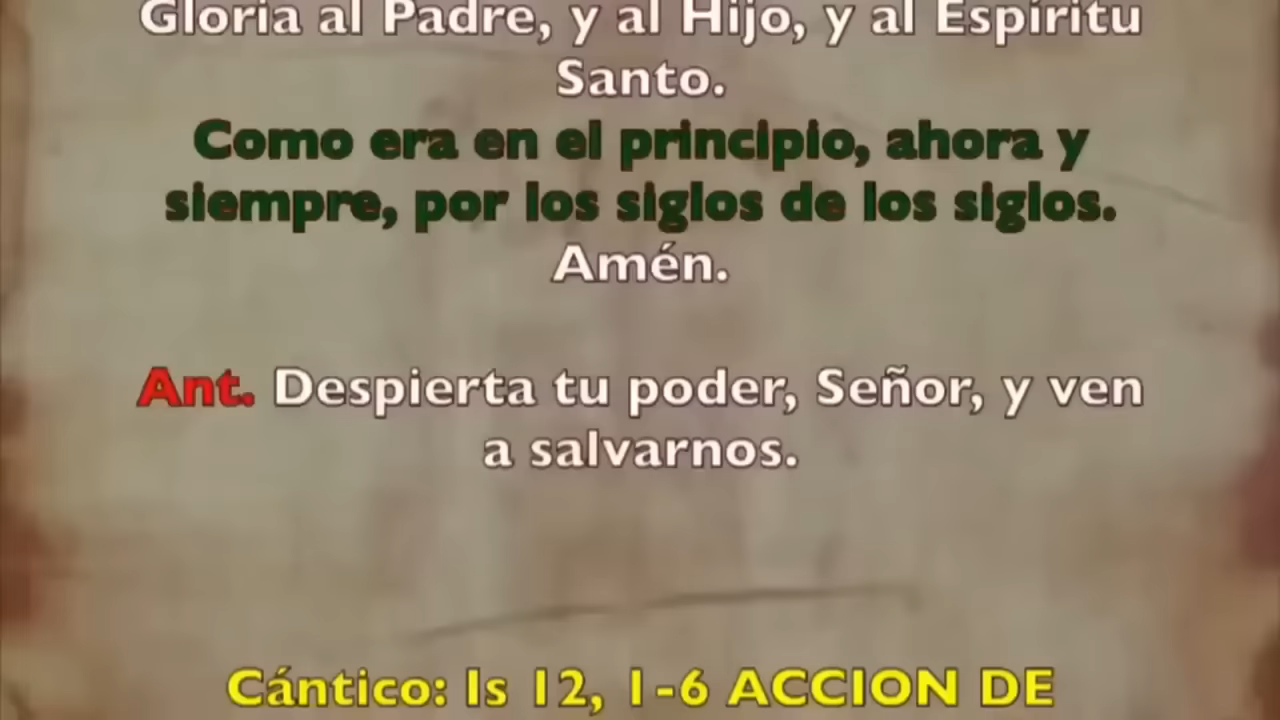 Gloria al Padre, y al Hijo, y al Espíritu
Santo.
Como era en el principio, ahora y
siempre, por los siglos de los siglos.
Amén.
Ant. Despierta tu poder, Señor, y ven
a salvarnos.
Cántico: Is 12, 1-6 ACCION DE